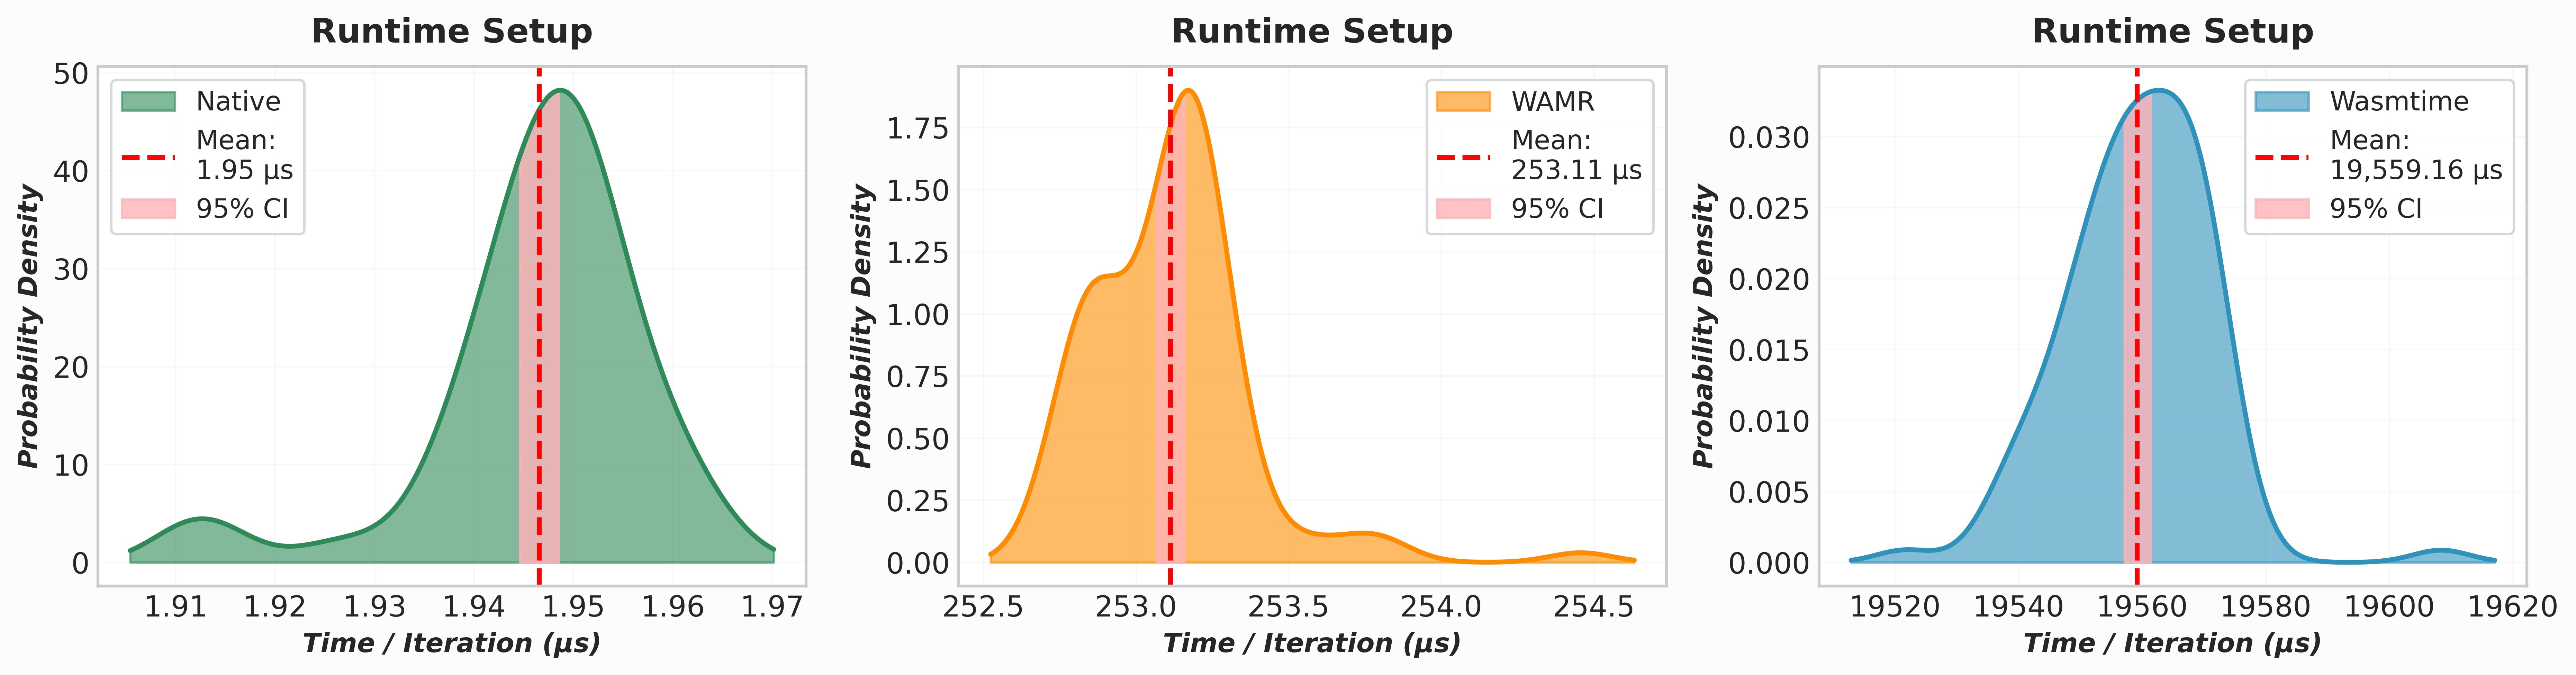 Runtime Setup
50
40
30
20
10
0
Probability Density
Native
Mean:
1.95 µs
95% CI
1.91 1.92 1.93 1.94 1.95 1.96 1.97
Time / Iteration (µs)
Runtime Setup
1.75
1.50
1.25
1.00
0.75
0.50
0.25
0.00
Probability Density
WAMR
Mean:
253.11 µs
95% CI
252.5 253.0 253.5 254.0 254.5
Time / Iteration (µs)
Runtime Setup
0.030
0.025
0.020
0.015
0.010
0.005
0.000
Probability Density
Wasmtime
Mean:
19,559.16 µs
95% CI
19520 19540 19560 19580 19600 19620
Time / Iteration (µs)